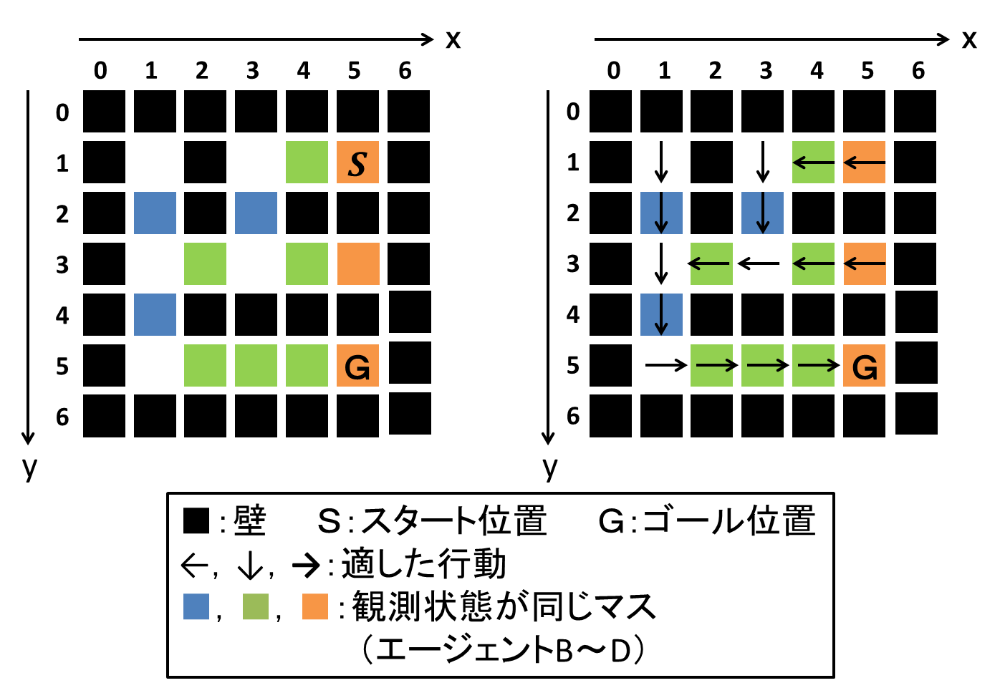 x x
0 1 2 3 4 5 6 0 1 2 3 4 5 6
0 0
1 S 1
2 2
3 3
4 4
5 G 5 G
6 6
y y
：壁 S：スタート位置 G：ゴール位置
←, ↓, →：適した行動
, , ：観測状態が同じマス
（エージェントB～D）